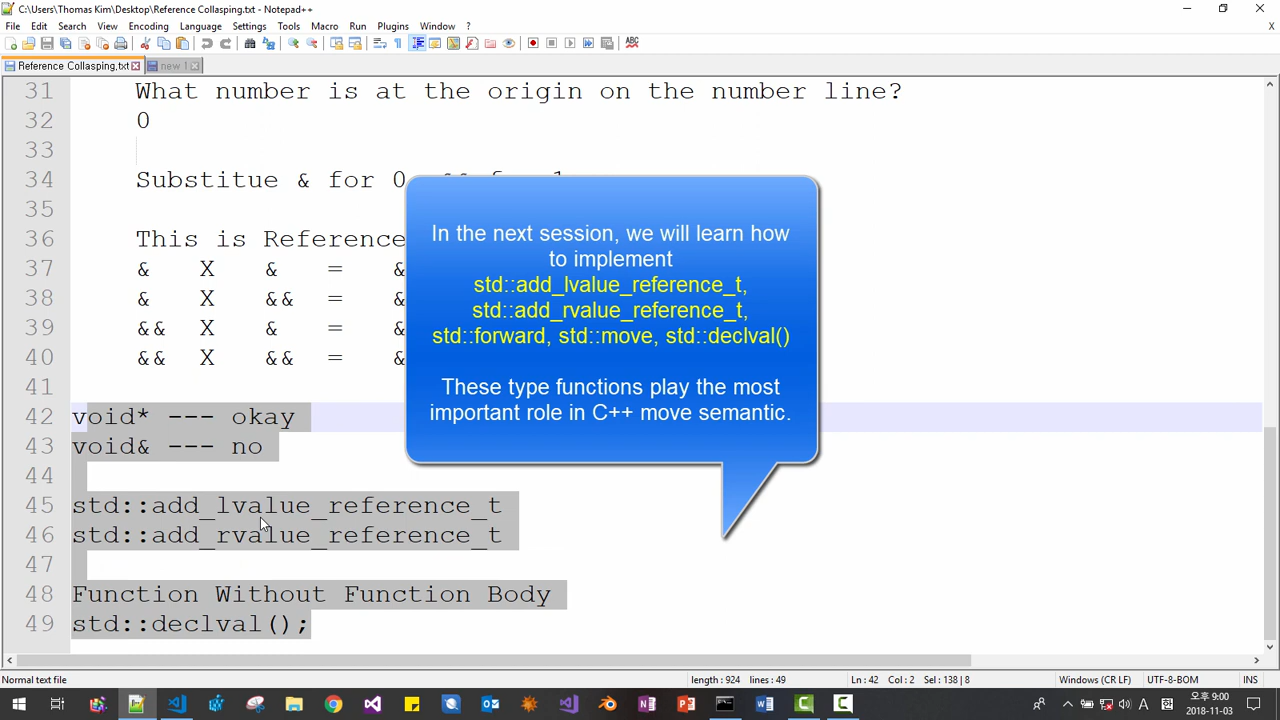 C:\Users\Thomas Kim\Desktop\Reference Collasping.txt - Notepad++
File Edit Search View Encoding Language Settings Tools Macro Run Plugins Window ?
X
Reference Collasping.txt new 1
31 What number is at the origin on the number line?
32 0
33
34 Substitue & for 0
35
36 This is Reference
37 & X & = &
38 & X && = &
39 && X & = &
40 && X && = &
41
42 void* --- okay
43 void& --- no
44
45 std::add_lvalue_reference_t
46 std::add_rvalue_reference_t
47
48 Function Without Function Body
49 std::declval();
In the next session, we will learn how
to implement
std::add_lvalue_reference_t,
std::add_rvalue_reference_t,
std::forward, std::move, std::declval()
These type functions play the most
important role in C++ move semantic.
Normal text file length : 924 lines : 49 Ln : 42 Col : 2 Sel : 138 | 8 Windows (CR LF) UTF-8-BOM INS
A 한 오후 9:00
2018-11-03